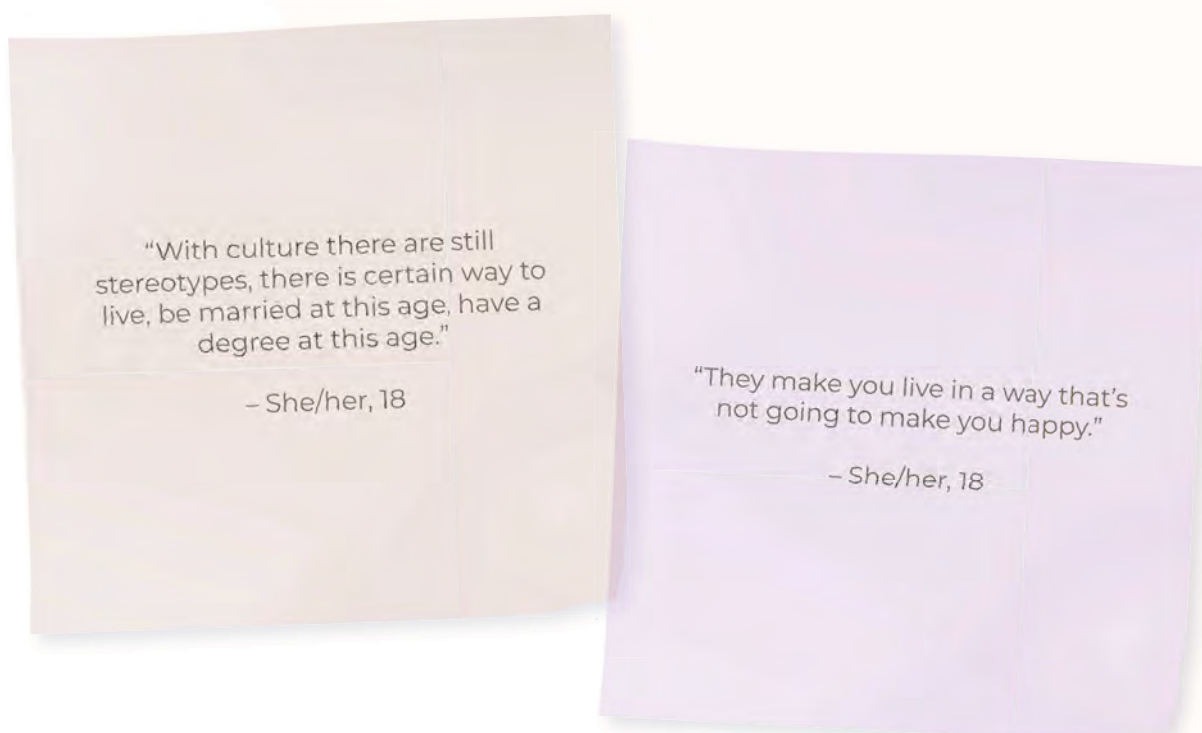 “With culture there are still
stereotypes, there is certain way to
live, be married at this age, have a
degree at this age.”
– She/her, 18
“They make you live in a way that’s
not going to make you happy.”
– She/her, 18